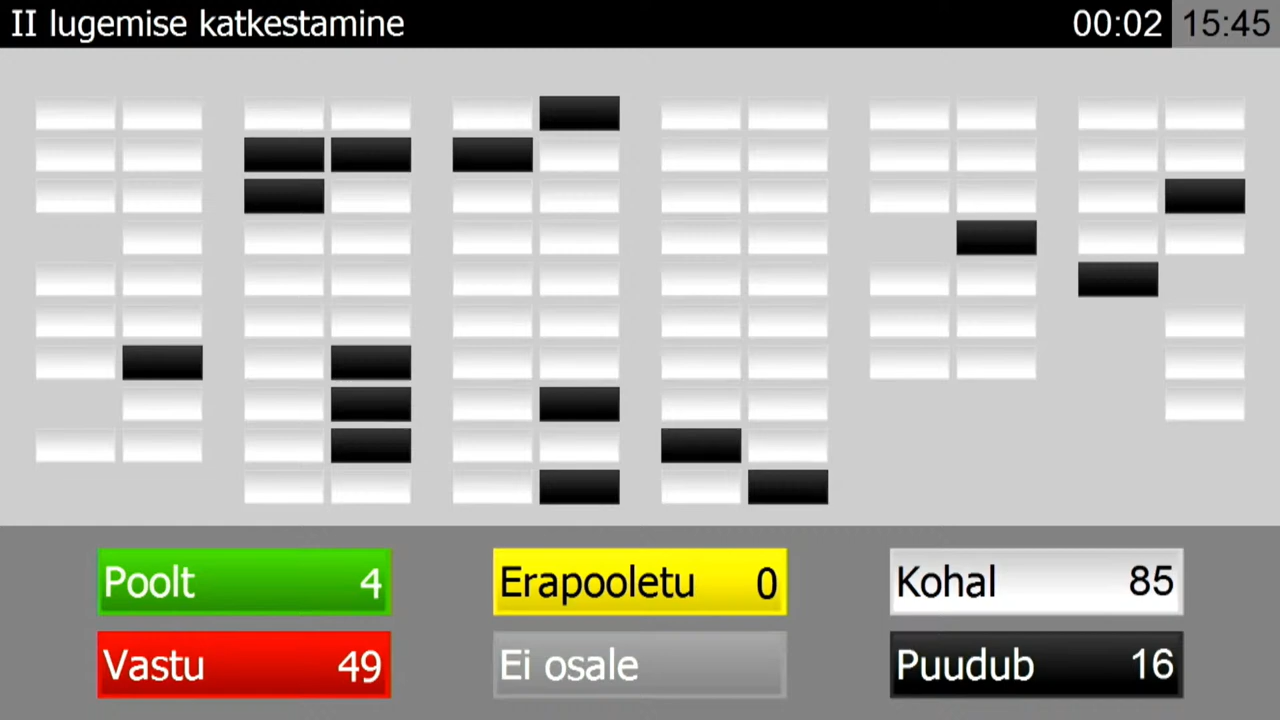 II lugemise katkestamine 00:02 15:45
Poolt 4 Erapooletu 0 Kohal 85
Vastu 49 Ei osale Puudub 16